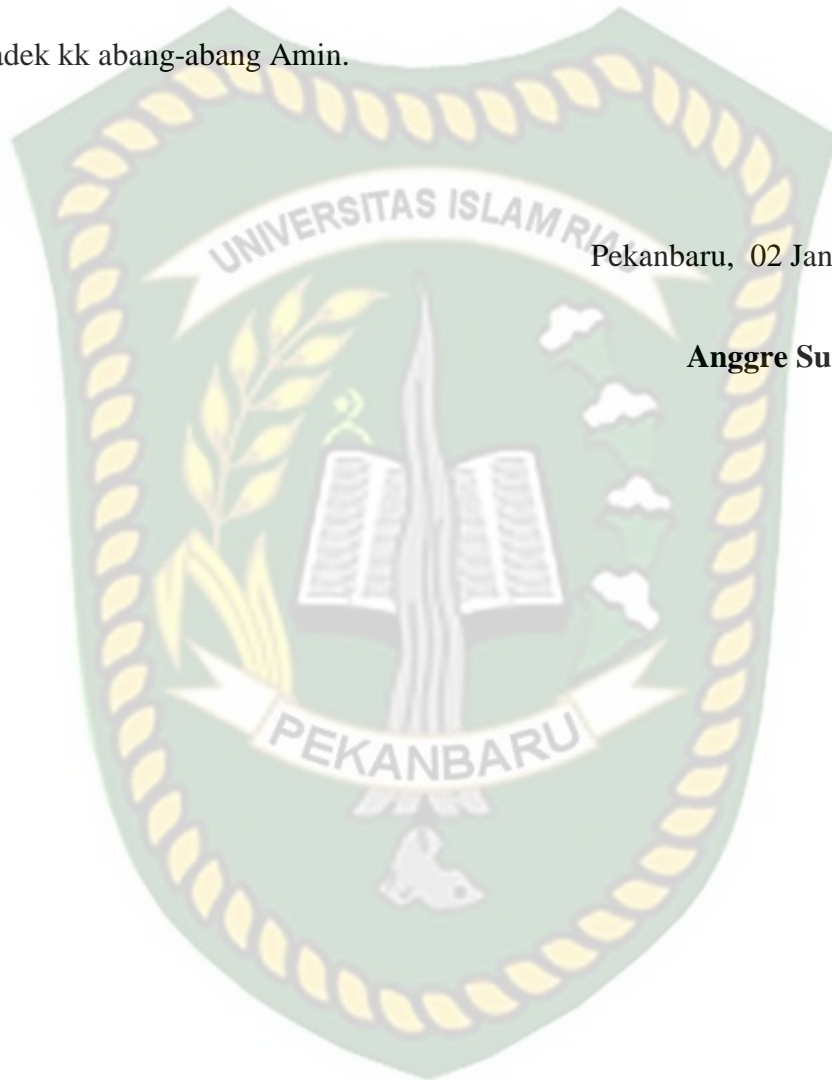 adek kk abang-abang Amin.
UNIVERSITAS ISLAM RIAU
Pekanbaru, 02 Jan
Anggre Su
PEKANBARU